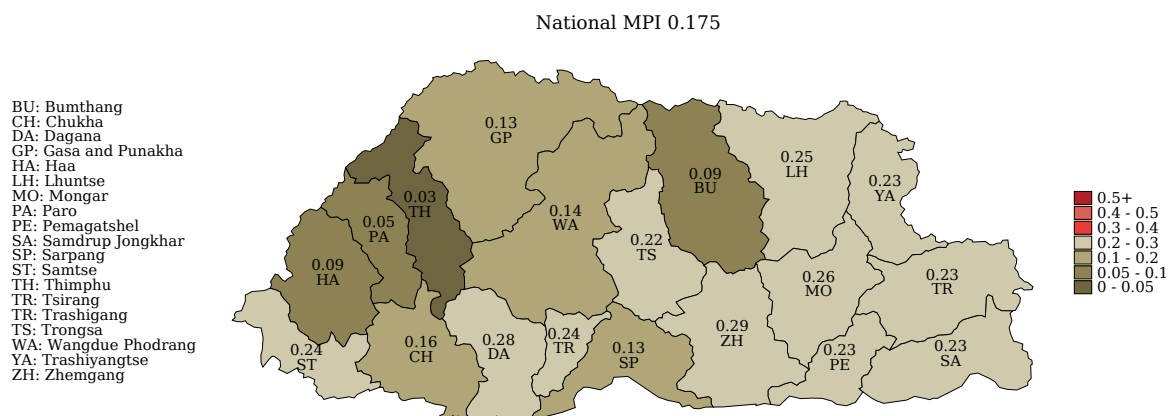 National MPI 0.175
BU: Bumthang
CH: Chukha
DA: Dagana
GP: Gasa and Punakha
HA: Haa
LH: Lhuntse
MO: Mongar
PA: Paro
PE: Pemagatshel
SA: Samdrup Jongkhar
SP: Sarpang
ST: Samtse
TH: Thimphu
TR: Tsirang
TR: Trashigang
TS: Trongsa
WA: Wangdue Phodrang
YA: Trashiyangtse
ZH: Zhemgang
0.13
GP
0.03
TH
0.05
PA
0.09
HA
0.14
WA
0.09
BU
0.25
LH
0.23
YA
0.22
TS
0.26
MO
0.23
TR
0.24
ST
0.16
CH
0.28
DA
0.24
TR
0.13
SP
0.29
ZH
0.23
PE
0.23
SA
0.5+
0.4 - 0.5
0.3 - 0.4
0.2 - 0.3
0.1 - 0.2
0.05 - 0.1
0 - 0.05